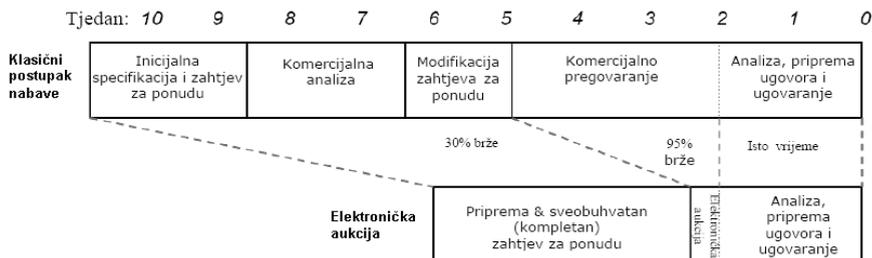 Tjedan: 10 9 8 7 6 5 4 3 2 1 0
Klasični
postupak
nabave
Inicijalna
specifikacija i zahtjev
za ponudu
Komercijalna
analiza
Modifikacija
zahtjeva za
ponudu
Komercijalno
pregovaranje
Analiza, priprema
ugovora i
ugovaranje
30% brže
95%
brže
Isto vrijeme
Elektronička
aukcija
Priprema & sveobuhvatan
(kompletan)
zahtjev za ponudu
Elektronička
aukcija
Analiza,
priprema
ugovora i
ugovaranje